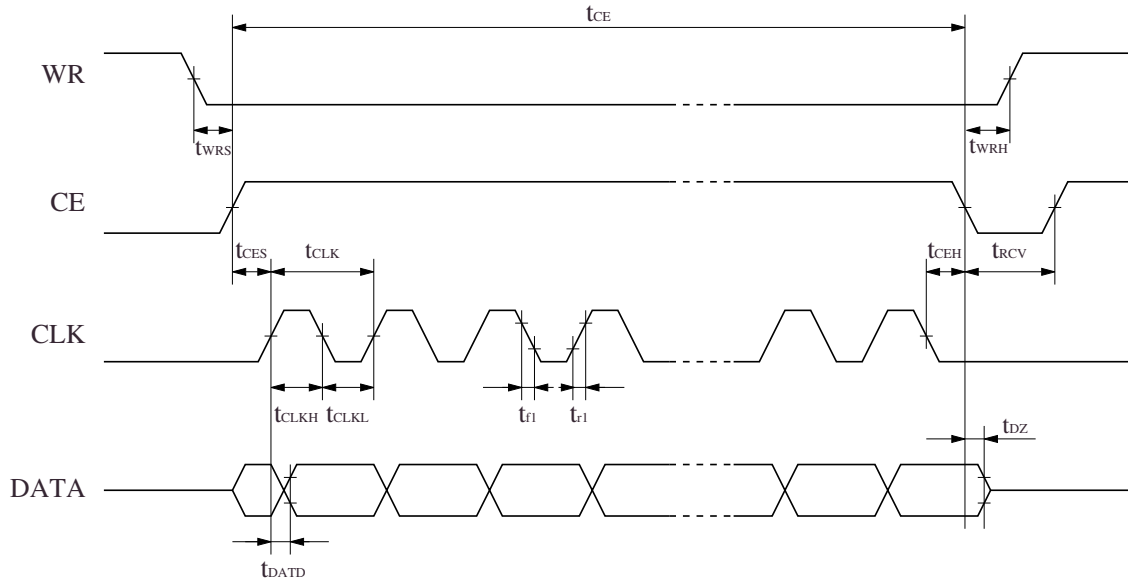 tCE
WR
tWRS
tWRH
CE
tCES
tCLK
tCEH
tRCV
CLK
tCLKH
tCLKL
tf1
tr1
tDZ
DATA
tDATD